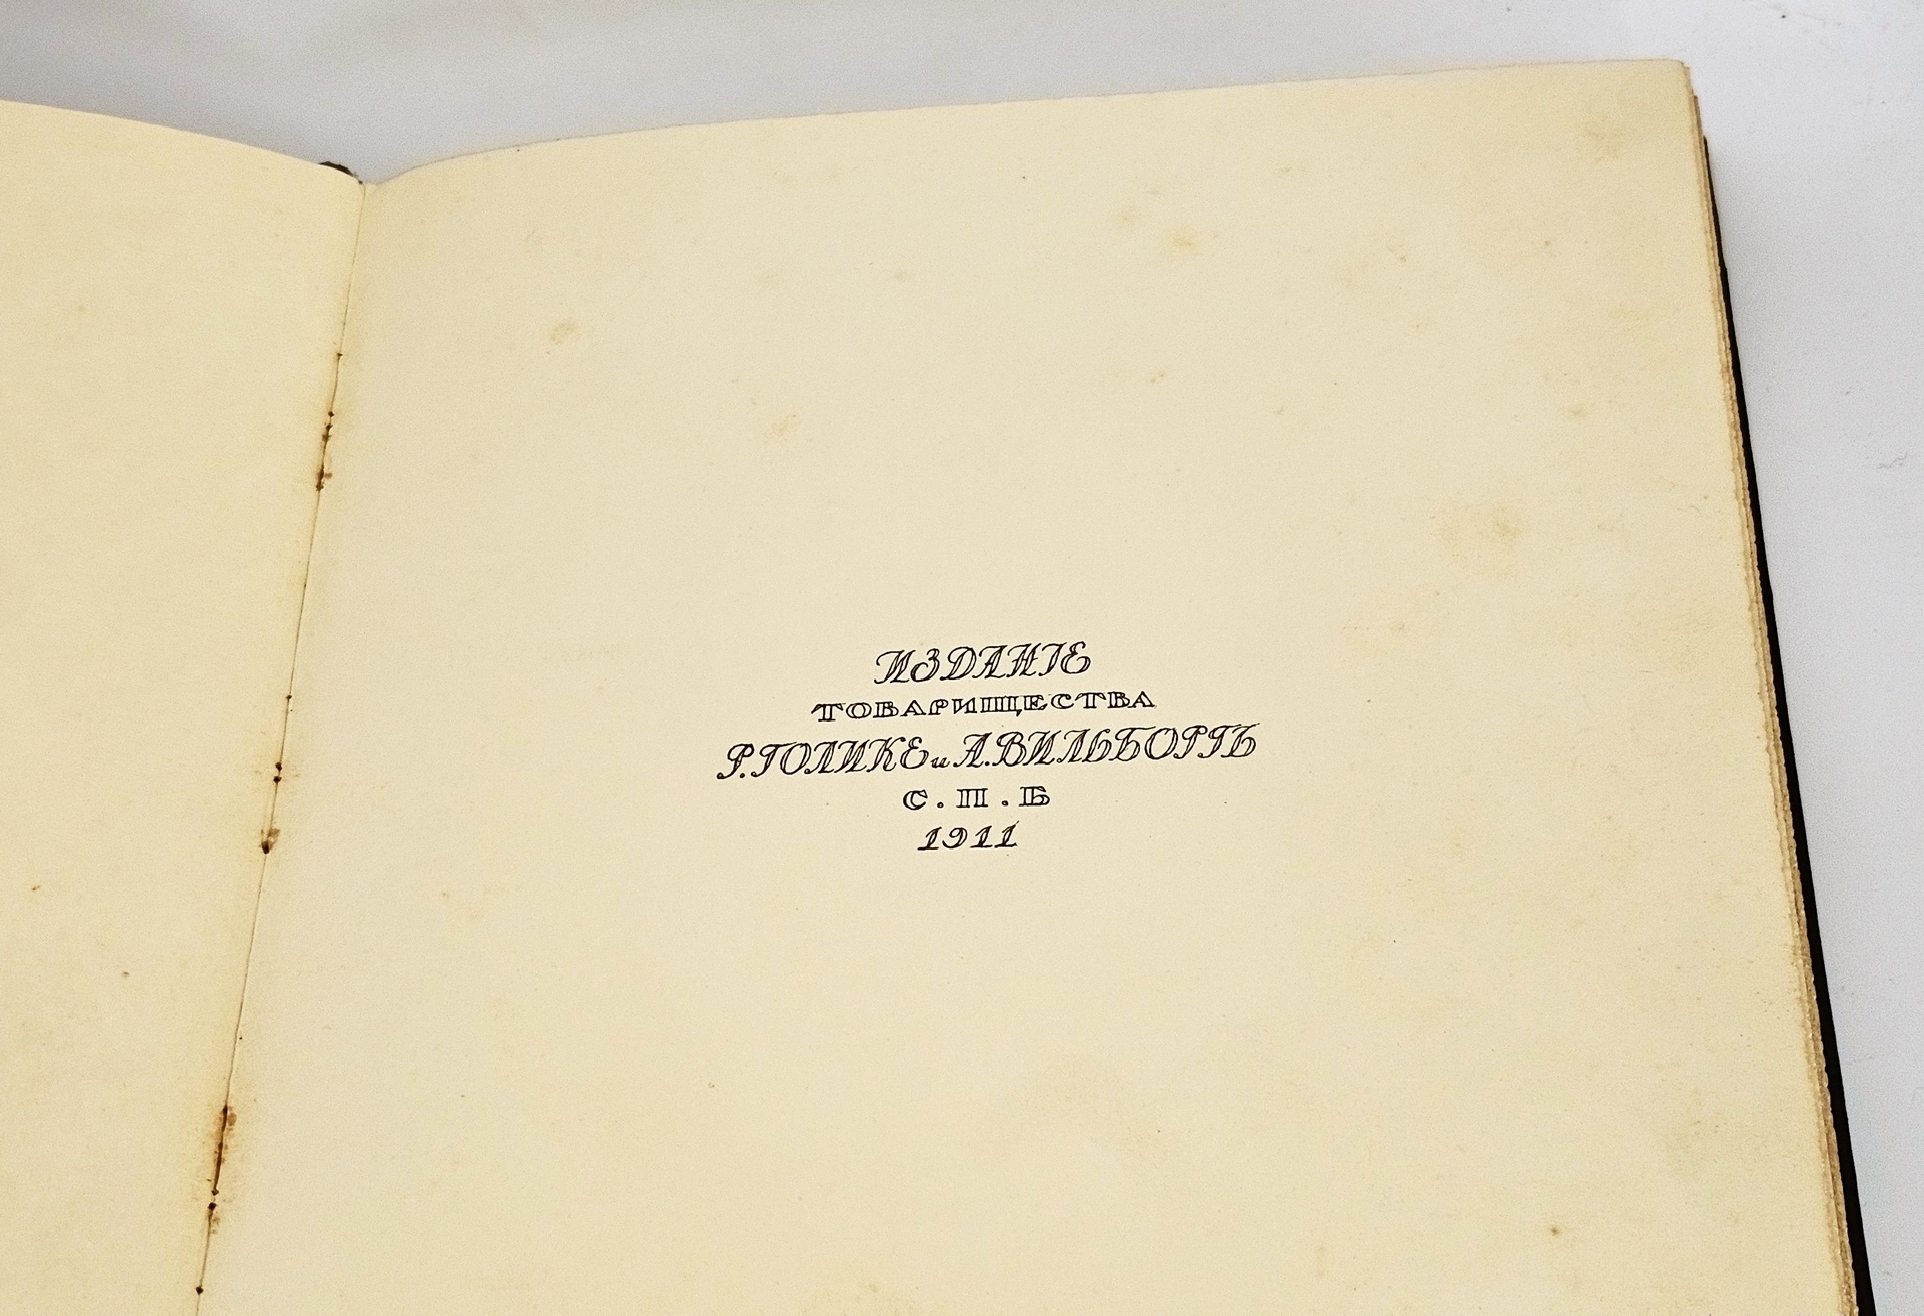 ИЗДАНІЕ
ТОВАРИЩЕСТВА
Р. ГОЛИКЕ и А. ВИЛЬБОРГЪ
С. П. Б
1911